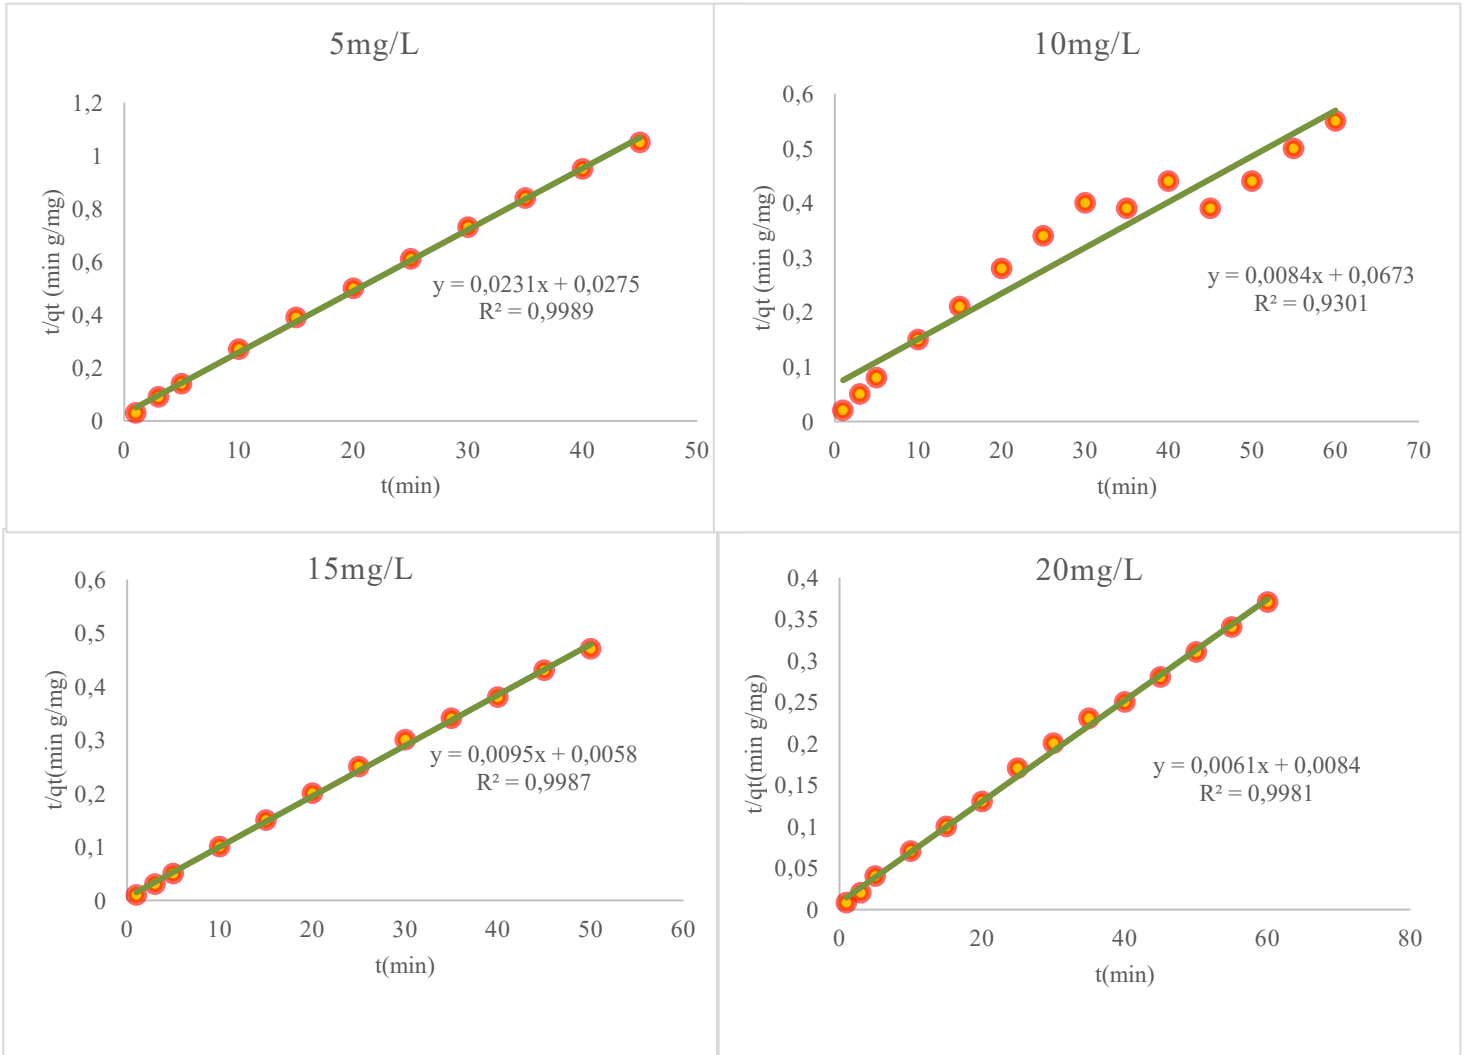 5mg/L
1,2
1
0,8
0,6
0,4
0,2
0
t/qt (min g/mg)
y = 0,0231x + 0,0275
R² = 0,9989
0 10 20 30 40 50
t(min)
10mg/L
0,6
0,5
0,4
0,3
0,2
0,1
0
t/qt (min g/mg)
y = 0,0084x + 0,0673
R² = 0,9301
0 10 20 30 40 50 60 70
t(min)
15mg/L
0,6
0,5
0,4
0,3
0,2
0,1
0
t/qt(min g/mg)
y = 0,0095x + 0,0058
R² = 0,9987
0 10 20 30 40 50 60
t(min)
20mg/L
0,4
0,35
0,3
0,25
0,2
0,15
0,1
0,05
0
t/qt(min g/mg)
y = 0,0061x + 0,0084
R² = 0,9981
0 20 40 60 80
t(min)